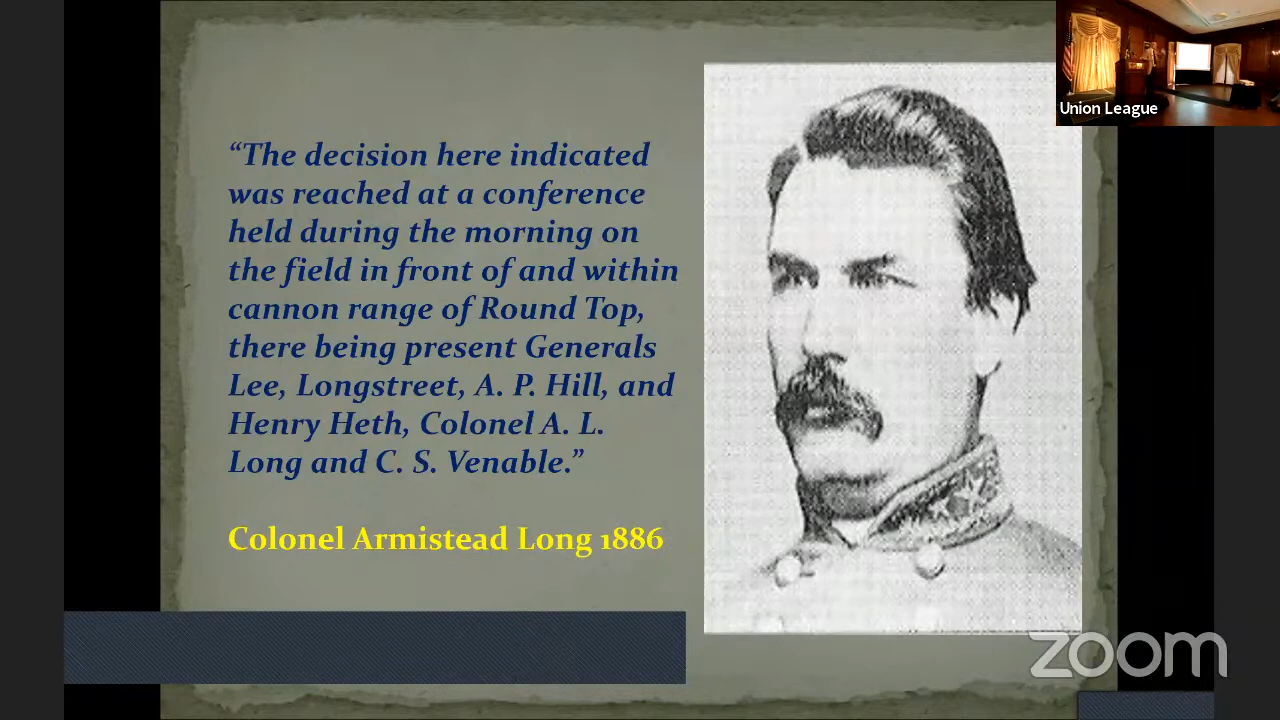 Union League
“The decision here indicated
was reached at a conference
held during the morning on
the field in front of and within
cannon range of Round Top,
there being present Generals
Lee, Longstreet, A. P. Hill, and
Henry Heth, Colonel A. L.
Long and C. S. Venable.”
Colonel Armistead Long 1886
zoom